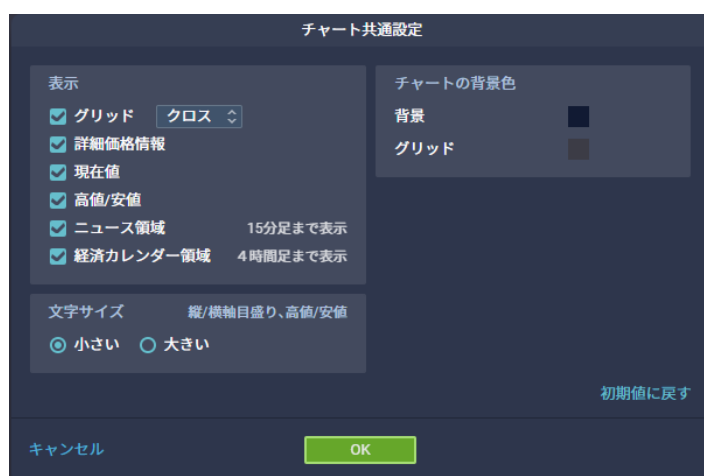 チャート共通設定
表示
グリッド クロス
詳細価格情報
現在値
高値/安値
ニュース領域 15分足まで表示
経済カレンダー領域 4時間足まで表示
文字サイズ 縦/横軸目盛り、高値/安値
小さい 大きい
チャートの背景色
背景
グリッド
初期値に戻す
キャンセル OK